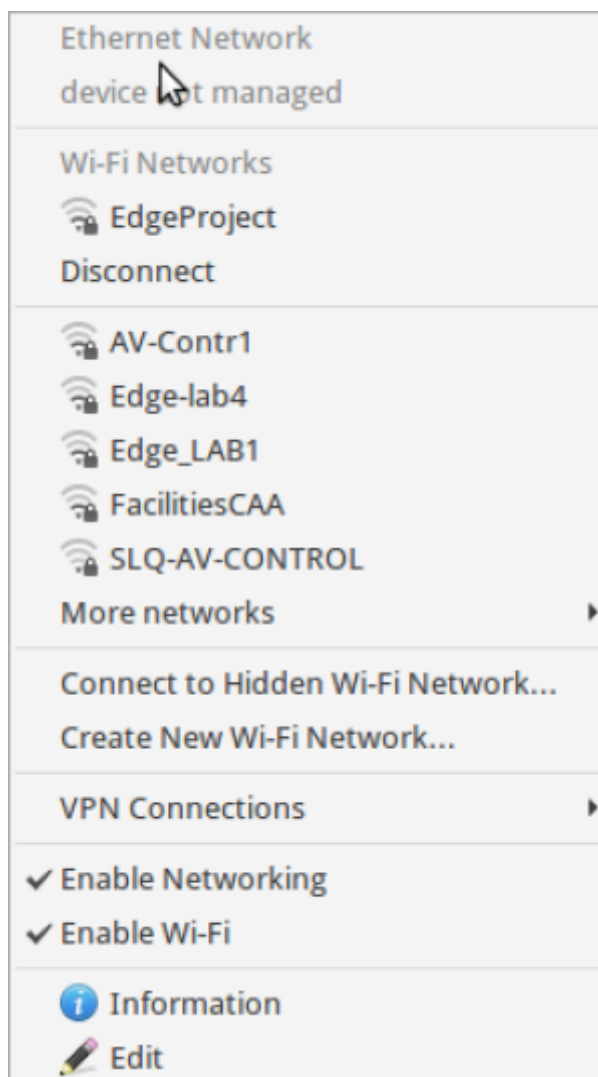 Ethernet Network
device not managed
Wi-Fi Networks
EdgeProject
Disconnect
AV-Contr1
Edge-lab4
Edge_LAB1
FacilitiesCAA
SLQ-AV-CONTROL
More networks
Connect to Hidden Wi-Fi Network...
Create New Wi-Fi Network...
VPN Connections
Enable Networking
Enable Wi-Fi
Information
Edit